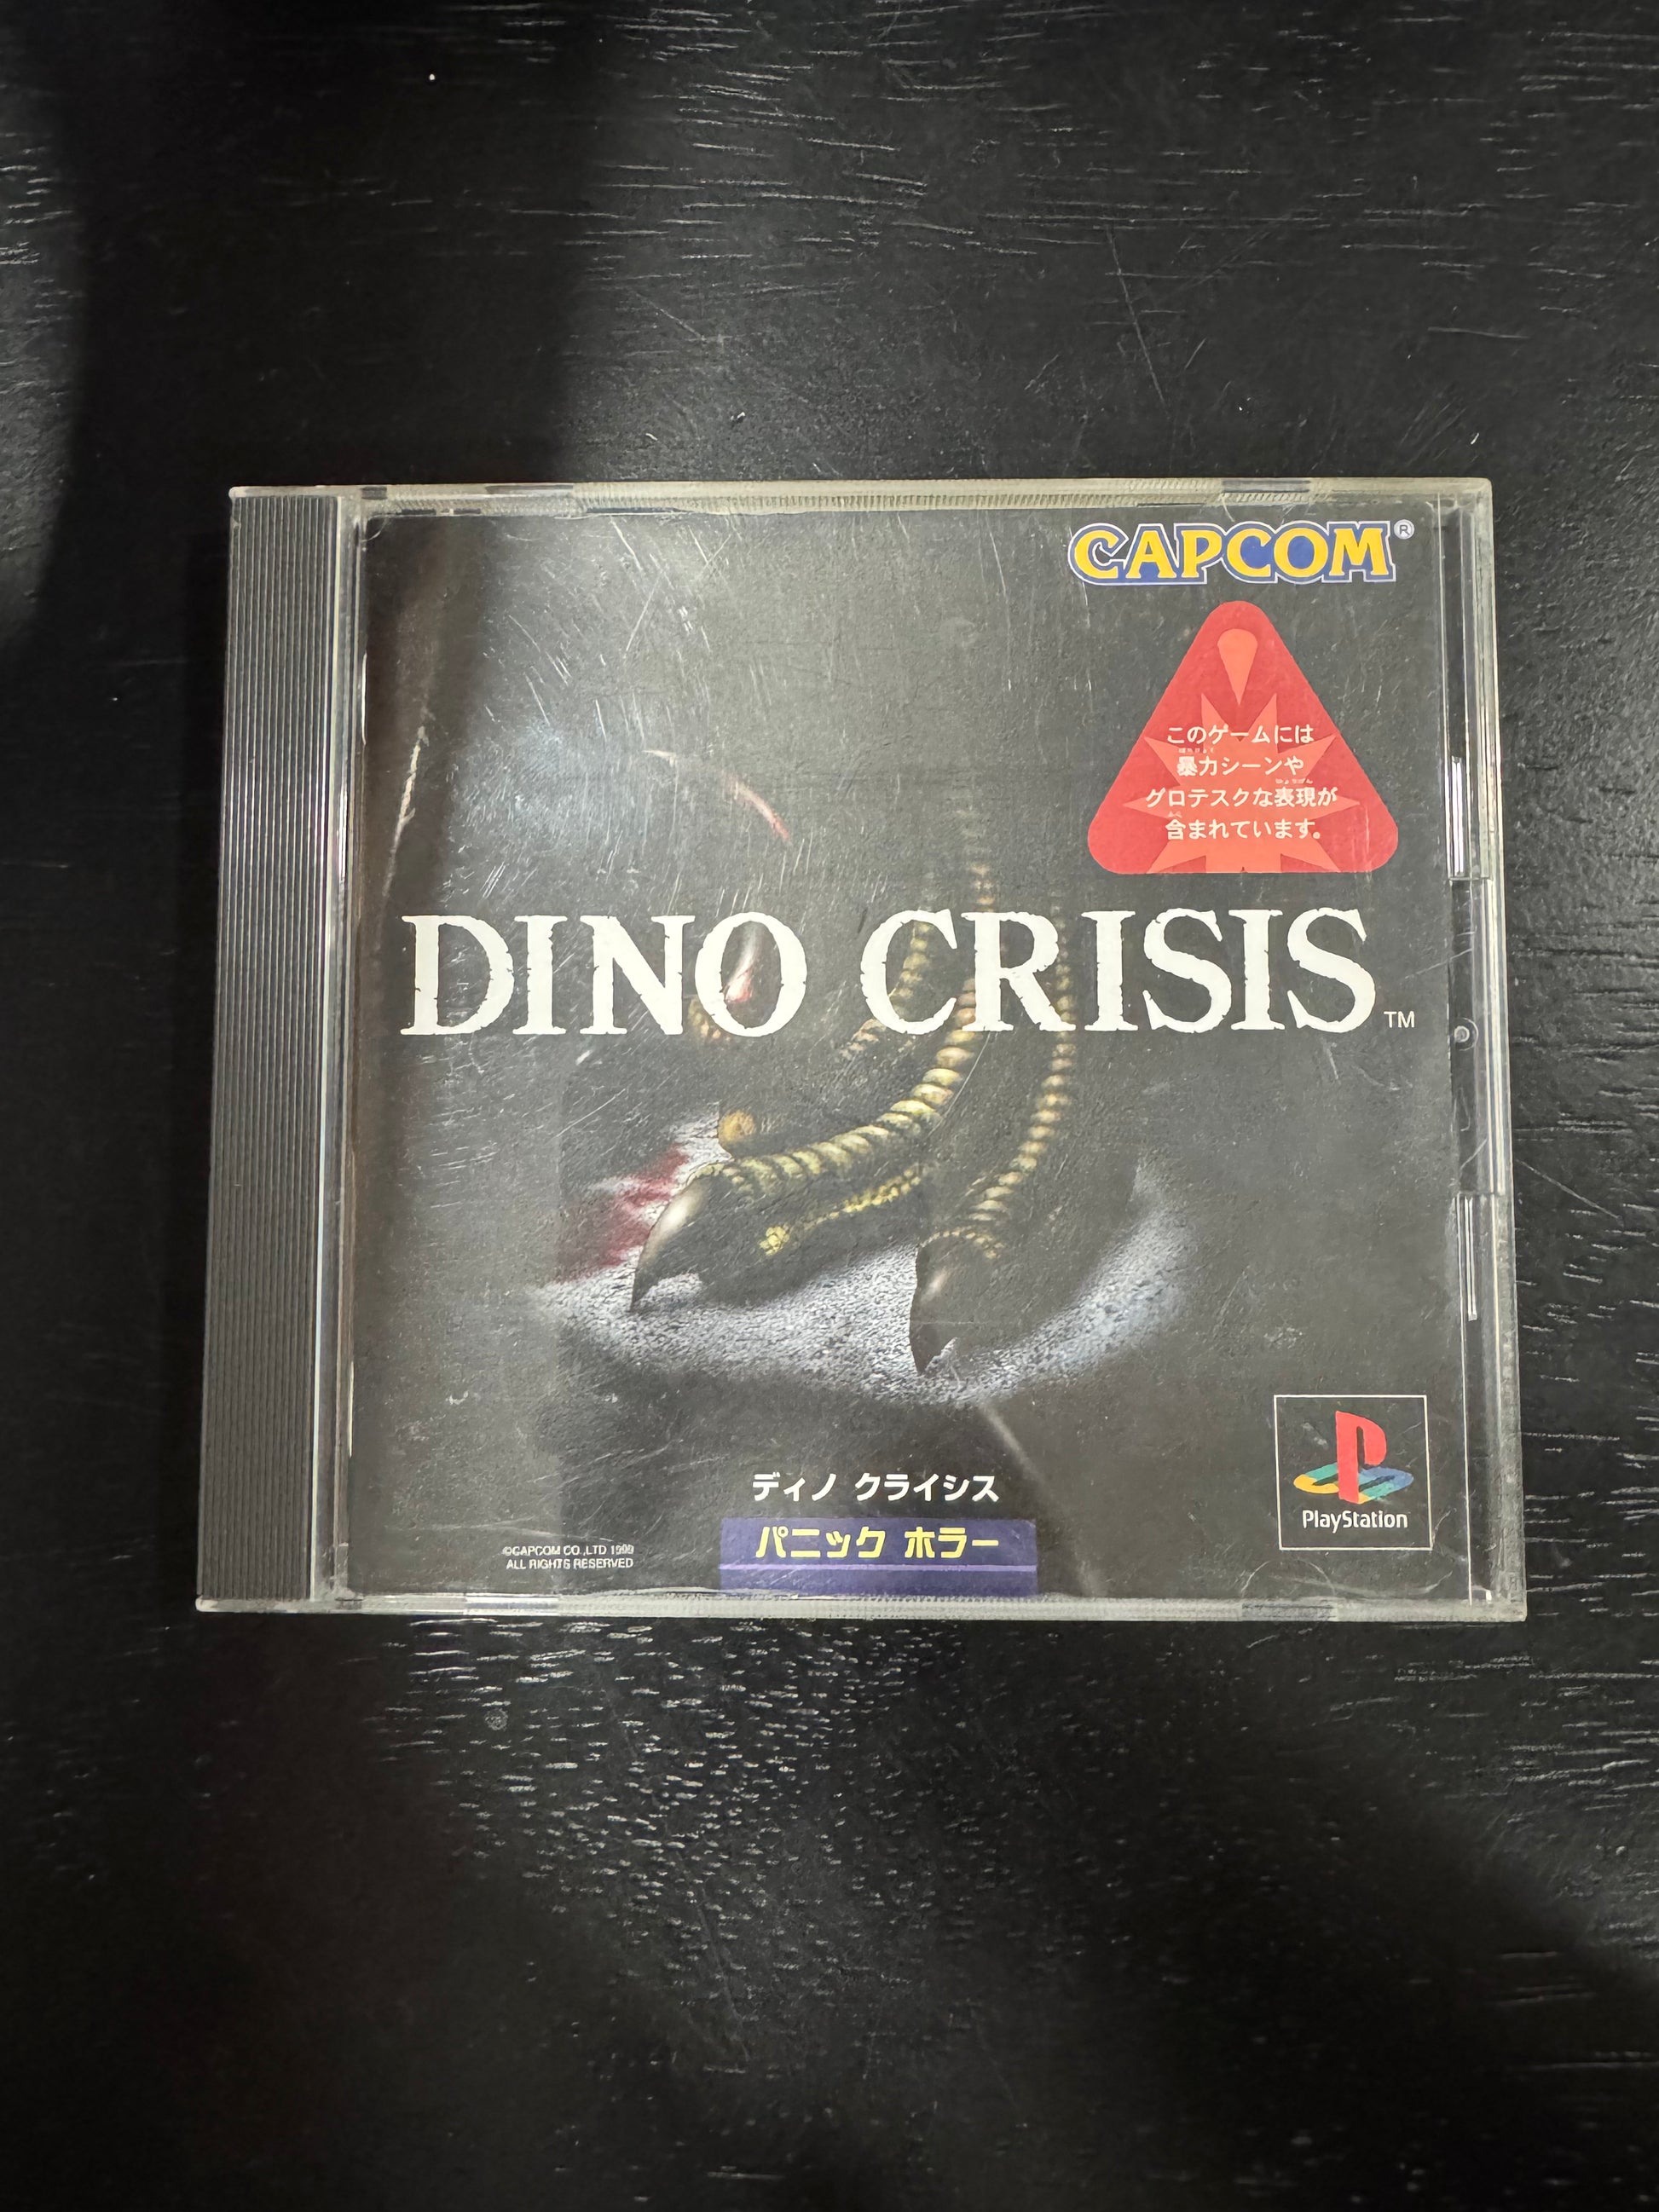 CAPCOM®
このゲームには
暴力シーンや
グロテスクな表現が
含まれています。
DINO CRISIS™
ディノ クライシス
パニック ホラー
©CAPCOM CO.,LTD 1999
ALL RIGHTS RESERVED
PlayStation